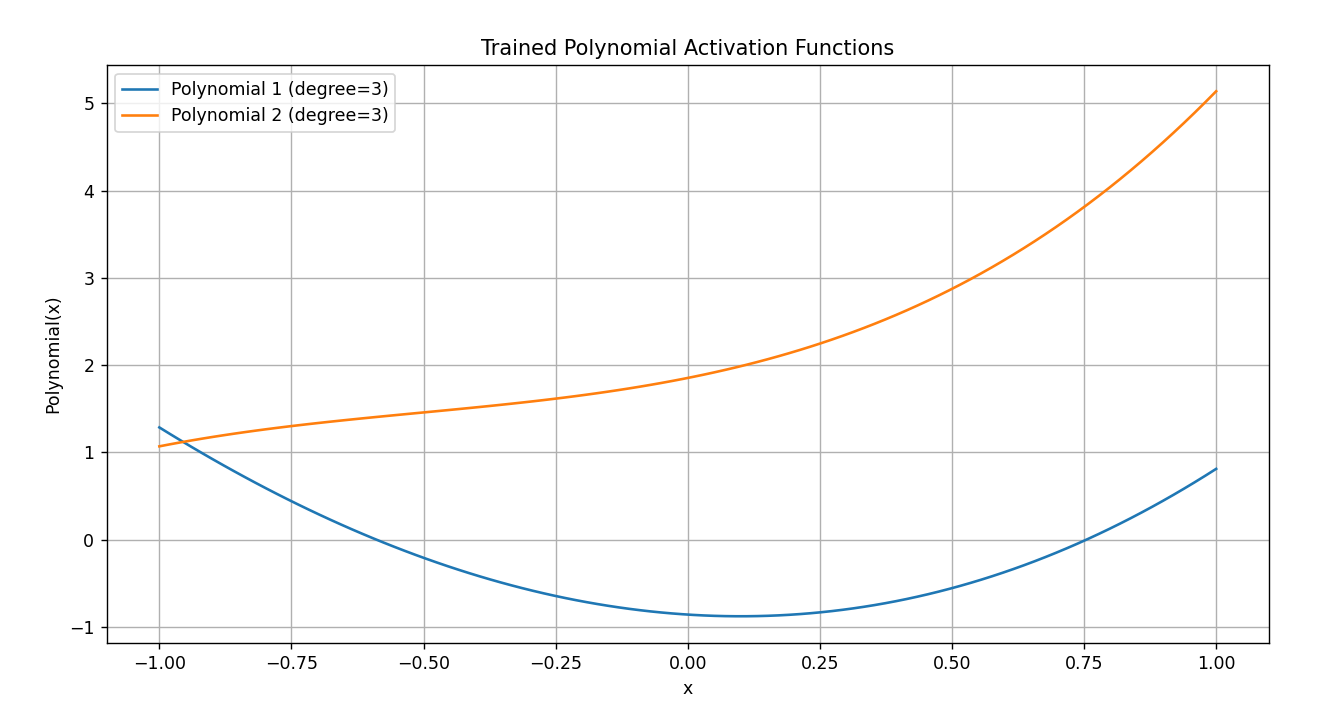 Trained Polynomial Activation Functions
Polynomial 1 (degree=3)
Polynomial 2 (degree=3)
Polynomial(x)
5
4
3
2
1
0
−1
−1.00 −0.75 −0.50 −0.25 0.00 0.25 0.50 0.75 1.00
x